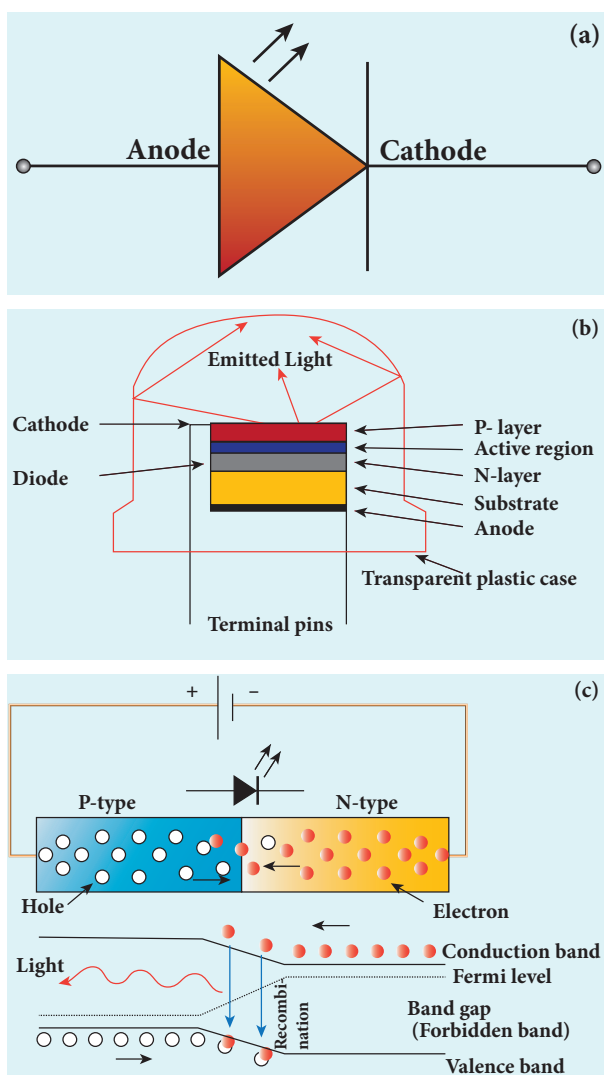 (a)
Anode
Cathode
(b)
Emitted Light
Cathode
Diode
P- layer
Active region
N-layer
Substrate
Anode
Transparent plastic case
Terminal pins
(c)
+ −
P-type
N-type
Hole
Electron
Light
Conduction band
Fermi level
Recombi-
nation
Band gap
(Forbidden band)
Valence band